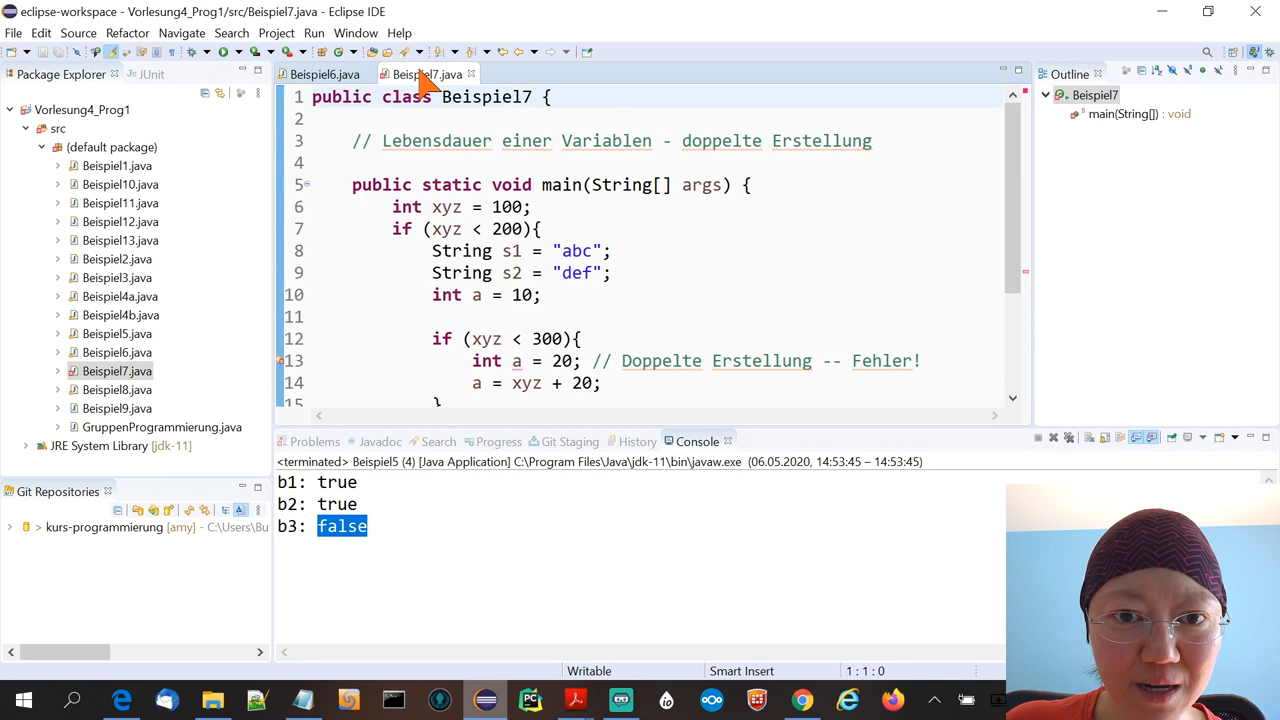 eclipse-workspace - Vorlesung4_Prog1/src/Beispiel7.java - Eclipse IDE
File Edit Source Refactor Navigate Search Project Run Window Help
Package Explorer JUnit
Beispiel6.java Beispiel7.java
Outline
Vorlesung4_Prog1
src
(default package)
Beispiel1.java
Beispiel10.java
Beispiel11.java
Beispiel12.java
Beispiel13.java
Beispiel2.java
Beispiel3.java
Beispiel4a.java
Beispiel4b.java
Beispiel5.java
Beispiel6.java
Beispiel7.java
Beispiel8.java
Beispiel9.java
GruppenProgrammierung.java
JRE System Library [jdk-11]
Git Repositories
> kurs-programmierung [amy] - C:\Users\Bu
1 public class Beispiel7 {
2
3 // Lebensdauer einer Variablen - doppelte Erstellung
4
5 public static void main(String[] args) {
6 int xyz = 100;
7 if (xyz < 200){
8 String s1 = "abc";
9 String s2 = "def";
10 int a = 10;
11
12 if (xyz < 300){
13 int a = 20; // Doppelte Erstellung -- Fehler!
14 a = xyz + 20;
15 }
Beispiel7
main(String[]) : void
Problems Javadoc Search Progress Git Staging History Console
<terminated> Beispiel5 (4) [Java Application] C:\Program Files\Java\jdk-11\bin\javaw.exe (06.05.2020, 14:53:45 – 14:53:45)
b1: true
b2: true
b3: false
Writable Smart Insert 1 : 1 : 0